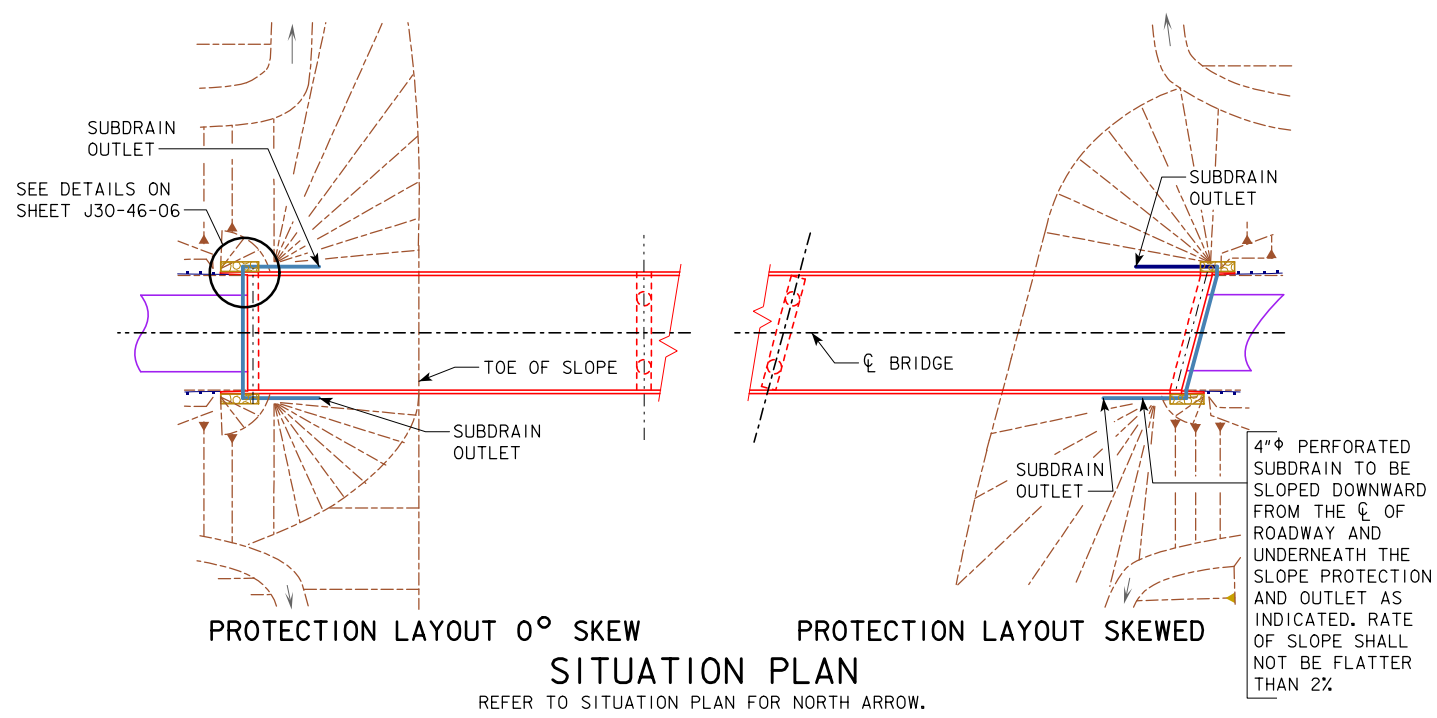 SUBDRAIN
OUTLET
SEE DETAILS ON
SHEET J30-46-06
TOE OF SLOPE
SUBDRAIN
OUTLET
SUBDRAIN
OUTLET
℄ BRIDGE
SUBDRAIN
OUTLET
4"ϕ PERFORATED
SUBDRAIN TO BE
SLOPED DOWNWARD
FROM THE ℄ OF
ROADWAY AND
UNDERNEATH THE
SLOPE PROTECTION
AND OUTLET AS
INDICATED. RATE
OF SLOPE SHALL
NOT BE FLATTER
THAN 2%
PROTECTION LAYOUT 0° SKEW
PROTECTION LAYOUT SKEWED
SITUATION PLAN
REFER TO SITUATION PLAN FOR NORTH ARROW.